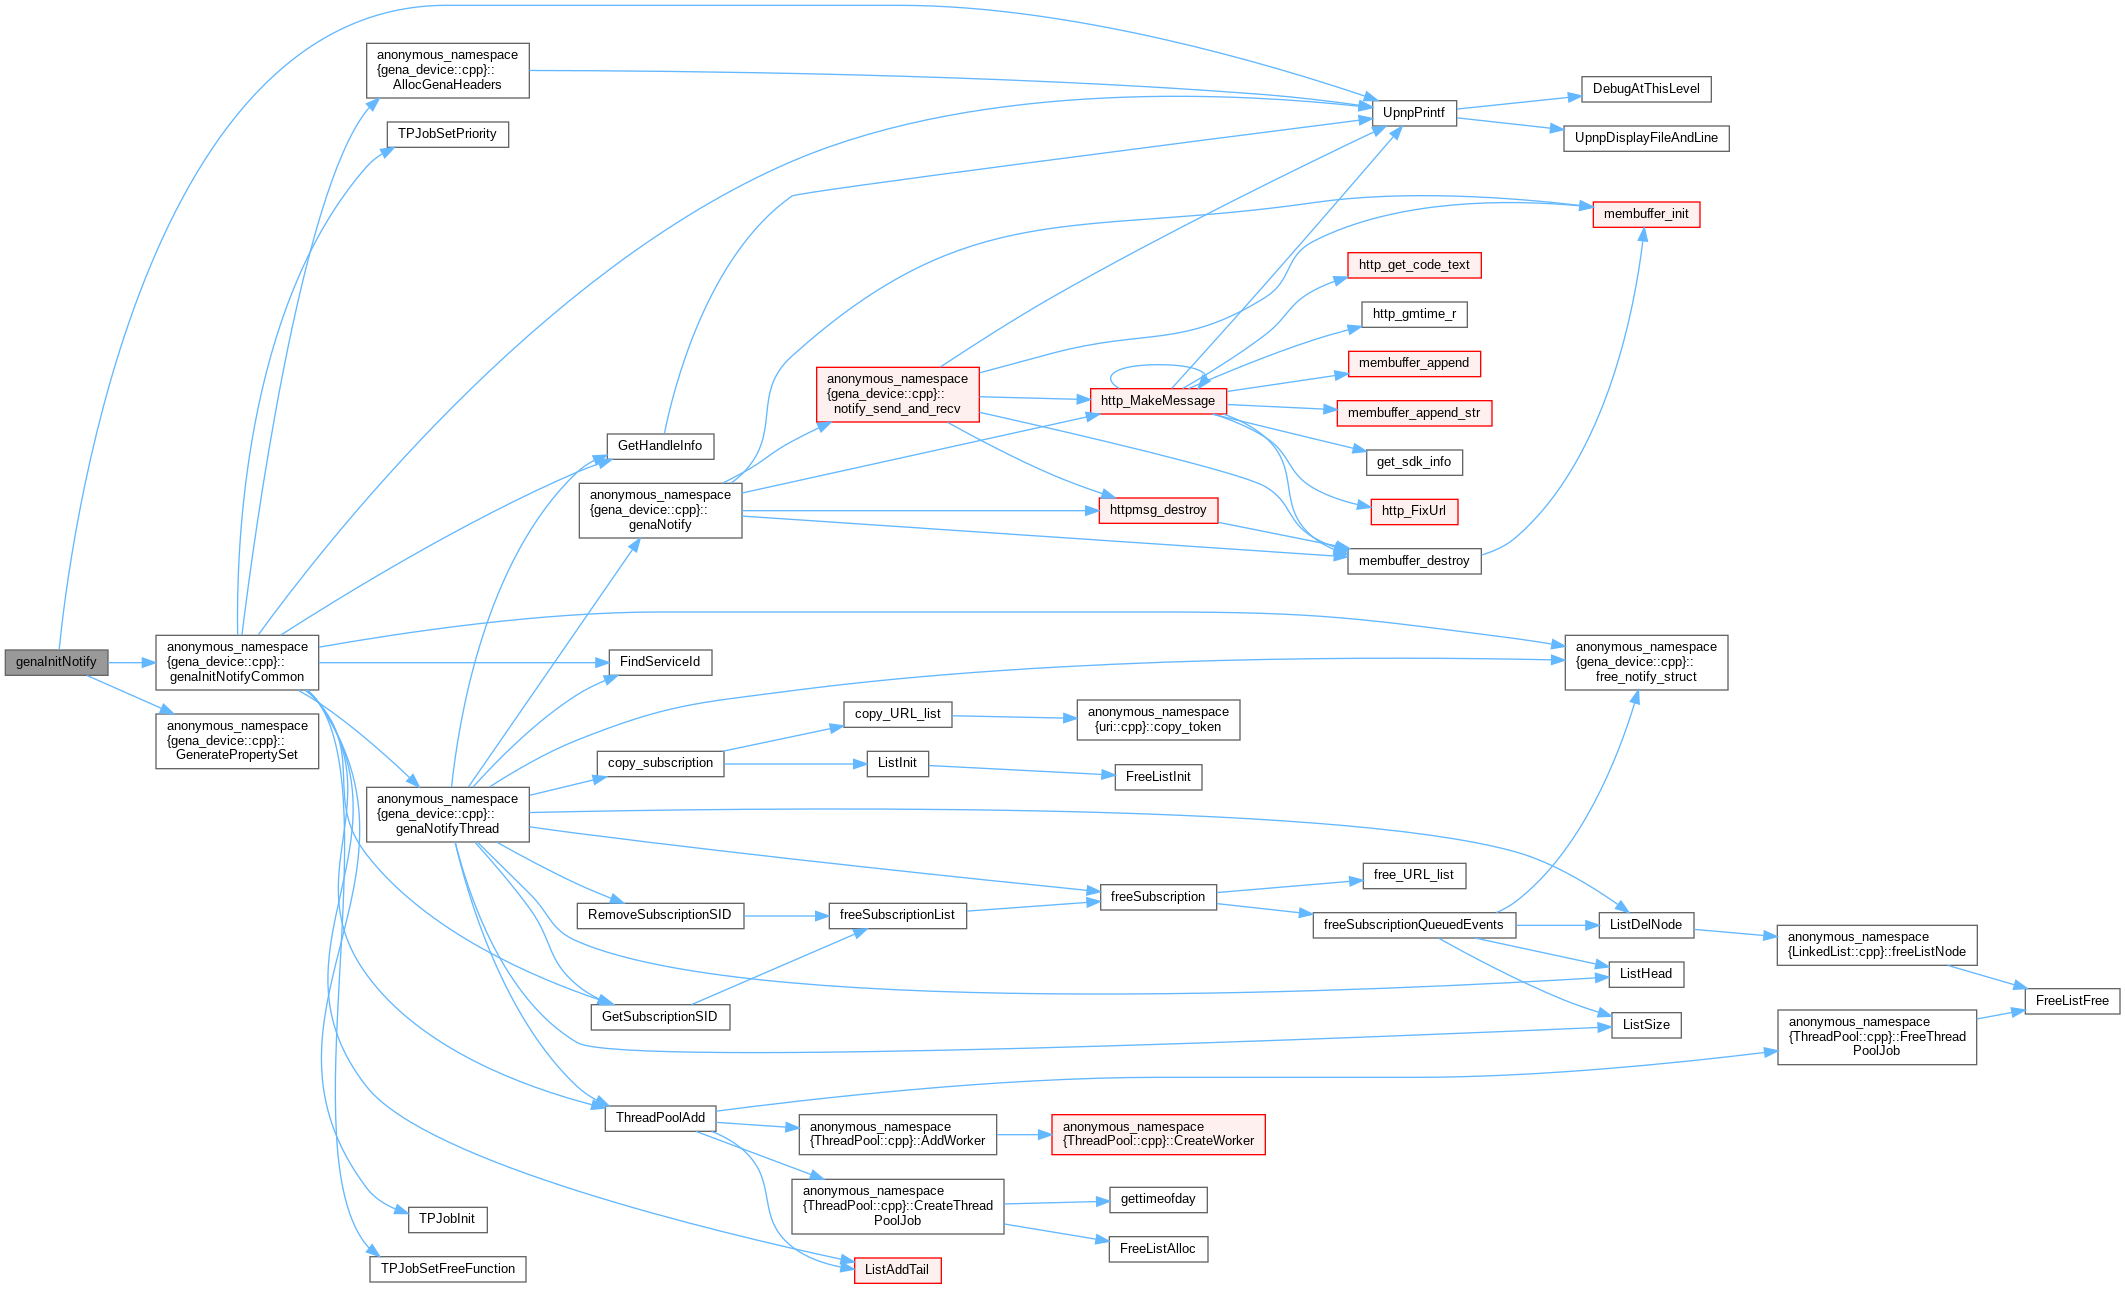 genaInitNotify
anonymous_namespace
{gena_device::cpp}::
genaInitNotifyCommon
anonymous_namespace
{gena_device::cpp}::
GeneratePropertySet
anonymous_namespace
{gena_device::cpp}::
AllocGenaHeaders
TPJobSetPriority
anonymous_namespace
{gena_device::cpp}::
genaNotifyThread
TPJobInit
TPJobSetFreeFunction
GetHandleInfo
anonymous_namespace
{gena_device::cpp}::
genaNotify
FindServiceId
copy_subscription
RemoveSubscriptionSID
GetSubscriptionSID
ThreadPoolAdd
anonymous_namespace
{gena_device::cpp}::
notify_send_and_recv
copy_URL_list
ListInit
freeSubscriptionList
anonymous_namespace
{ThreadPool::cpp}::AddWorker
anonymous_namespace
{ThreadPool::cpp}::CreateThread
PoolJob
ListAddTail
http_MakeMessage
httpmsg_destroy
anonymous_namespace
{uri::cpp}::copy_token
FreeListInit
freeSubscription
anonymous_namespace
{ThreadPool::cpp}::CreateWorker
gettimeofday
FreeListAlloc
UpnpPrintf
http_get_code_text
http_gmtime_r
membuffer_append
membuffer_append_str
get_sdk_info
http_FixUrl
membuffer_destroy
free_URL_list
freeSubscriptionQueuedEvents
DebugAtThisLevel
UpnpDisplayFileAndLine
membuffer_init
anonymous_namespace
{gena_device::cpp}::
free_notify_struct
ListDelNode
ListHead
ListSize
anonymous_namespace
{LinkedList::cpp}::freeListNode
anonymous_namespace
{ThreadPool::cpp}::FreeThread
PoolJob
FreeListFree